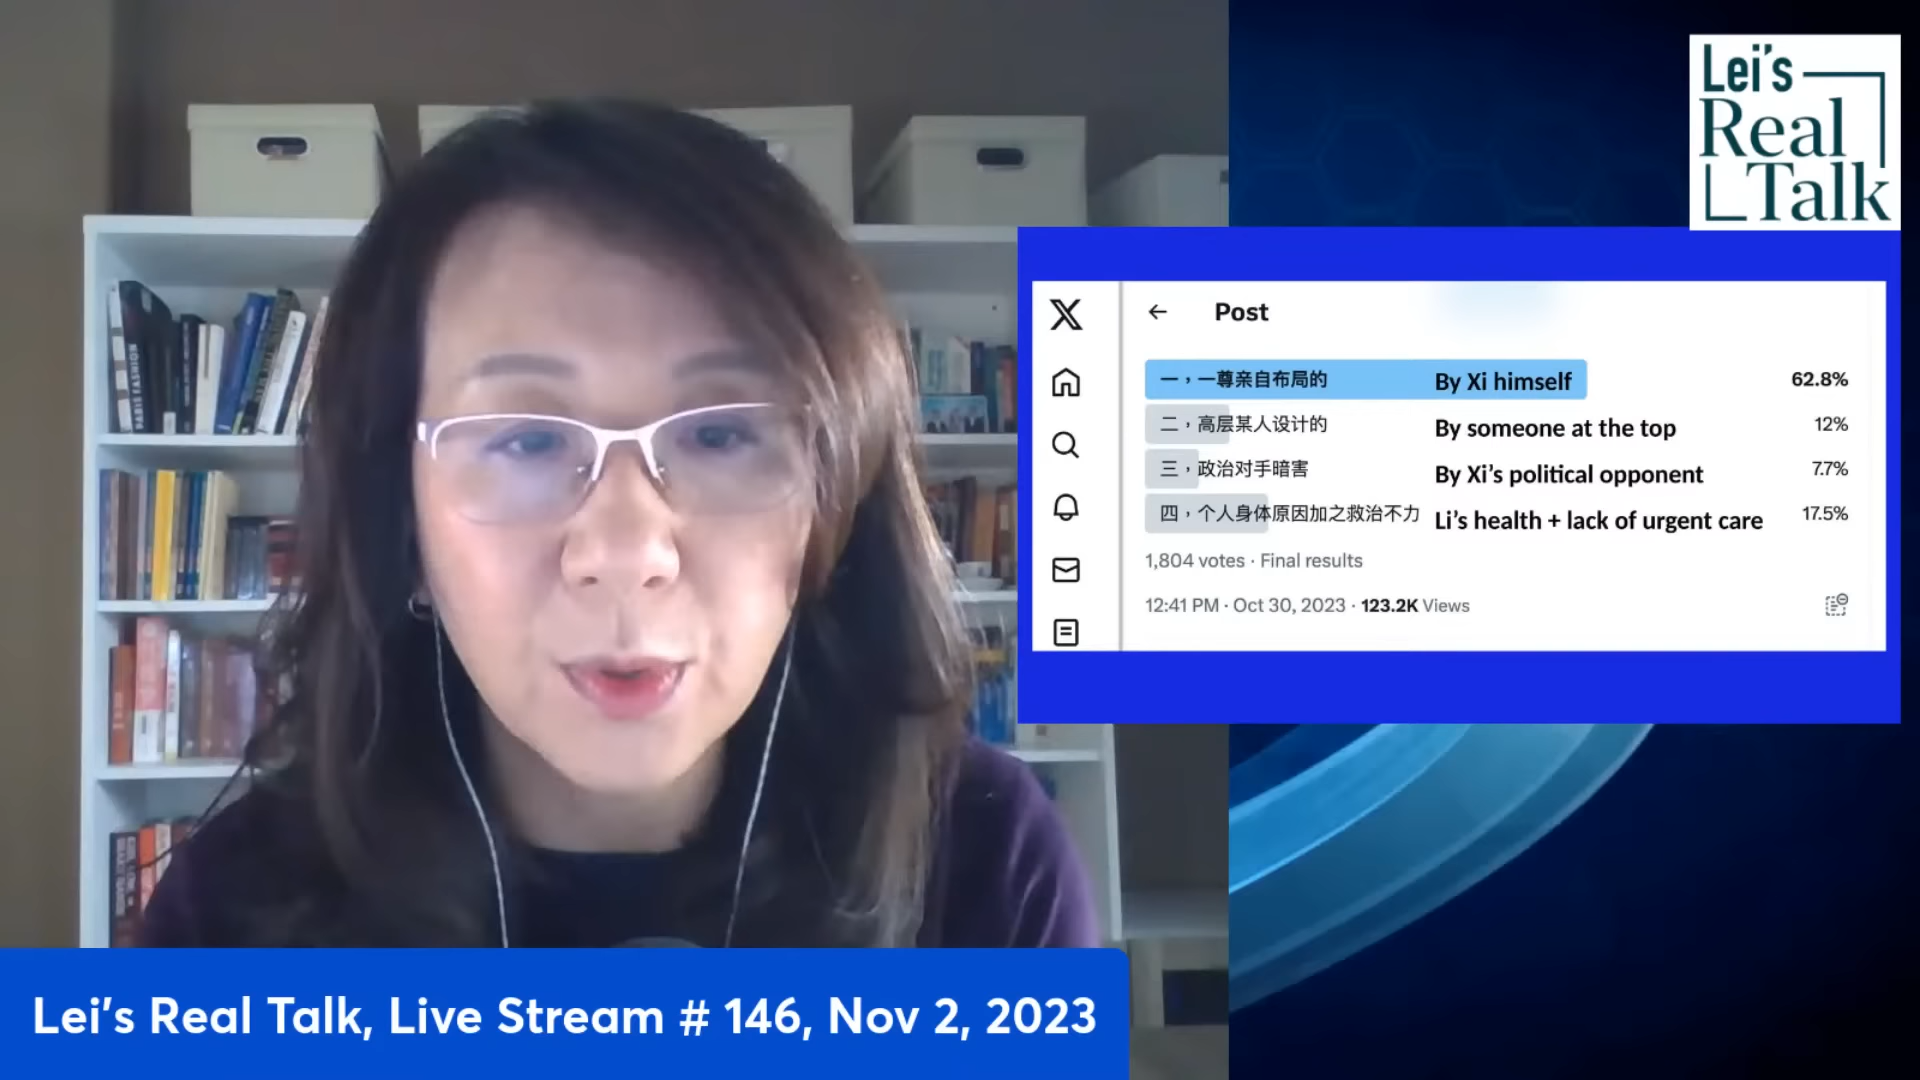 Lei's
Real
Talk
X
Post
一，一尊亲自布局的 By Xi himself 62.8%
二，高层某人设计的 By someone at the top 12%
三，政治对手暗害 By Xi's political opponent 7.7%
四，个人身体原因加之救治不力 Li's health + lack of urgent care 17.5%
1,804 votes · Final results
12:41 PM · Oct 30, 2023 · 123.2K Views
PARIS FASHION
Lei's Real Talk, Live Stream # 146, Nov 2, 2023